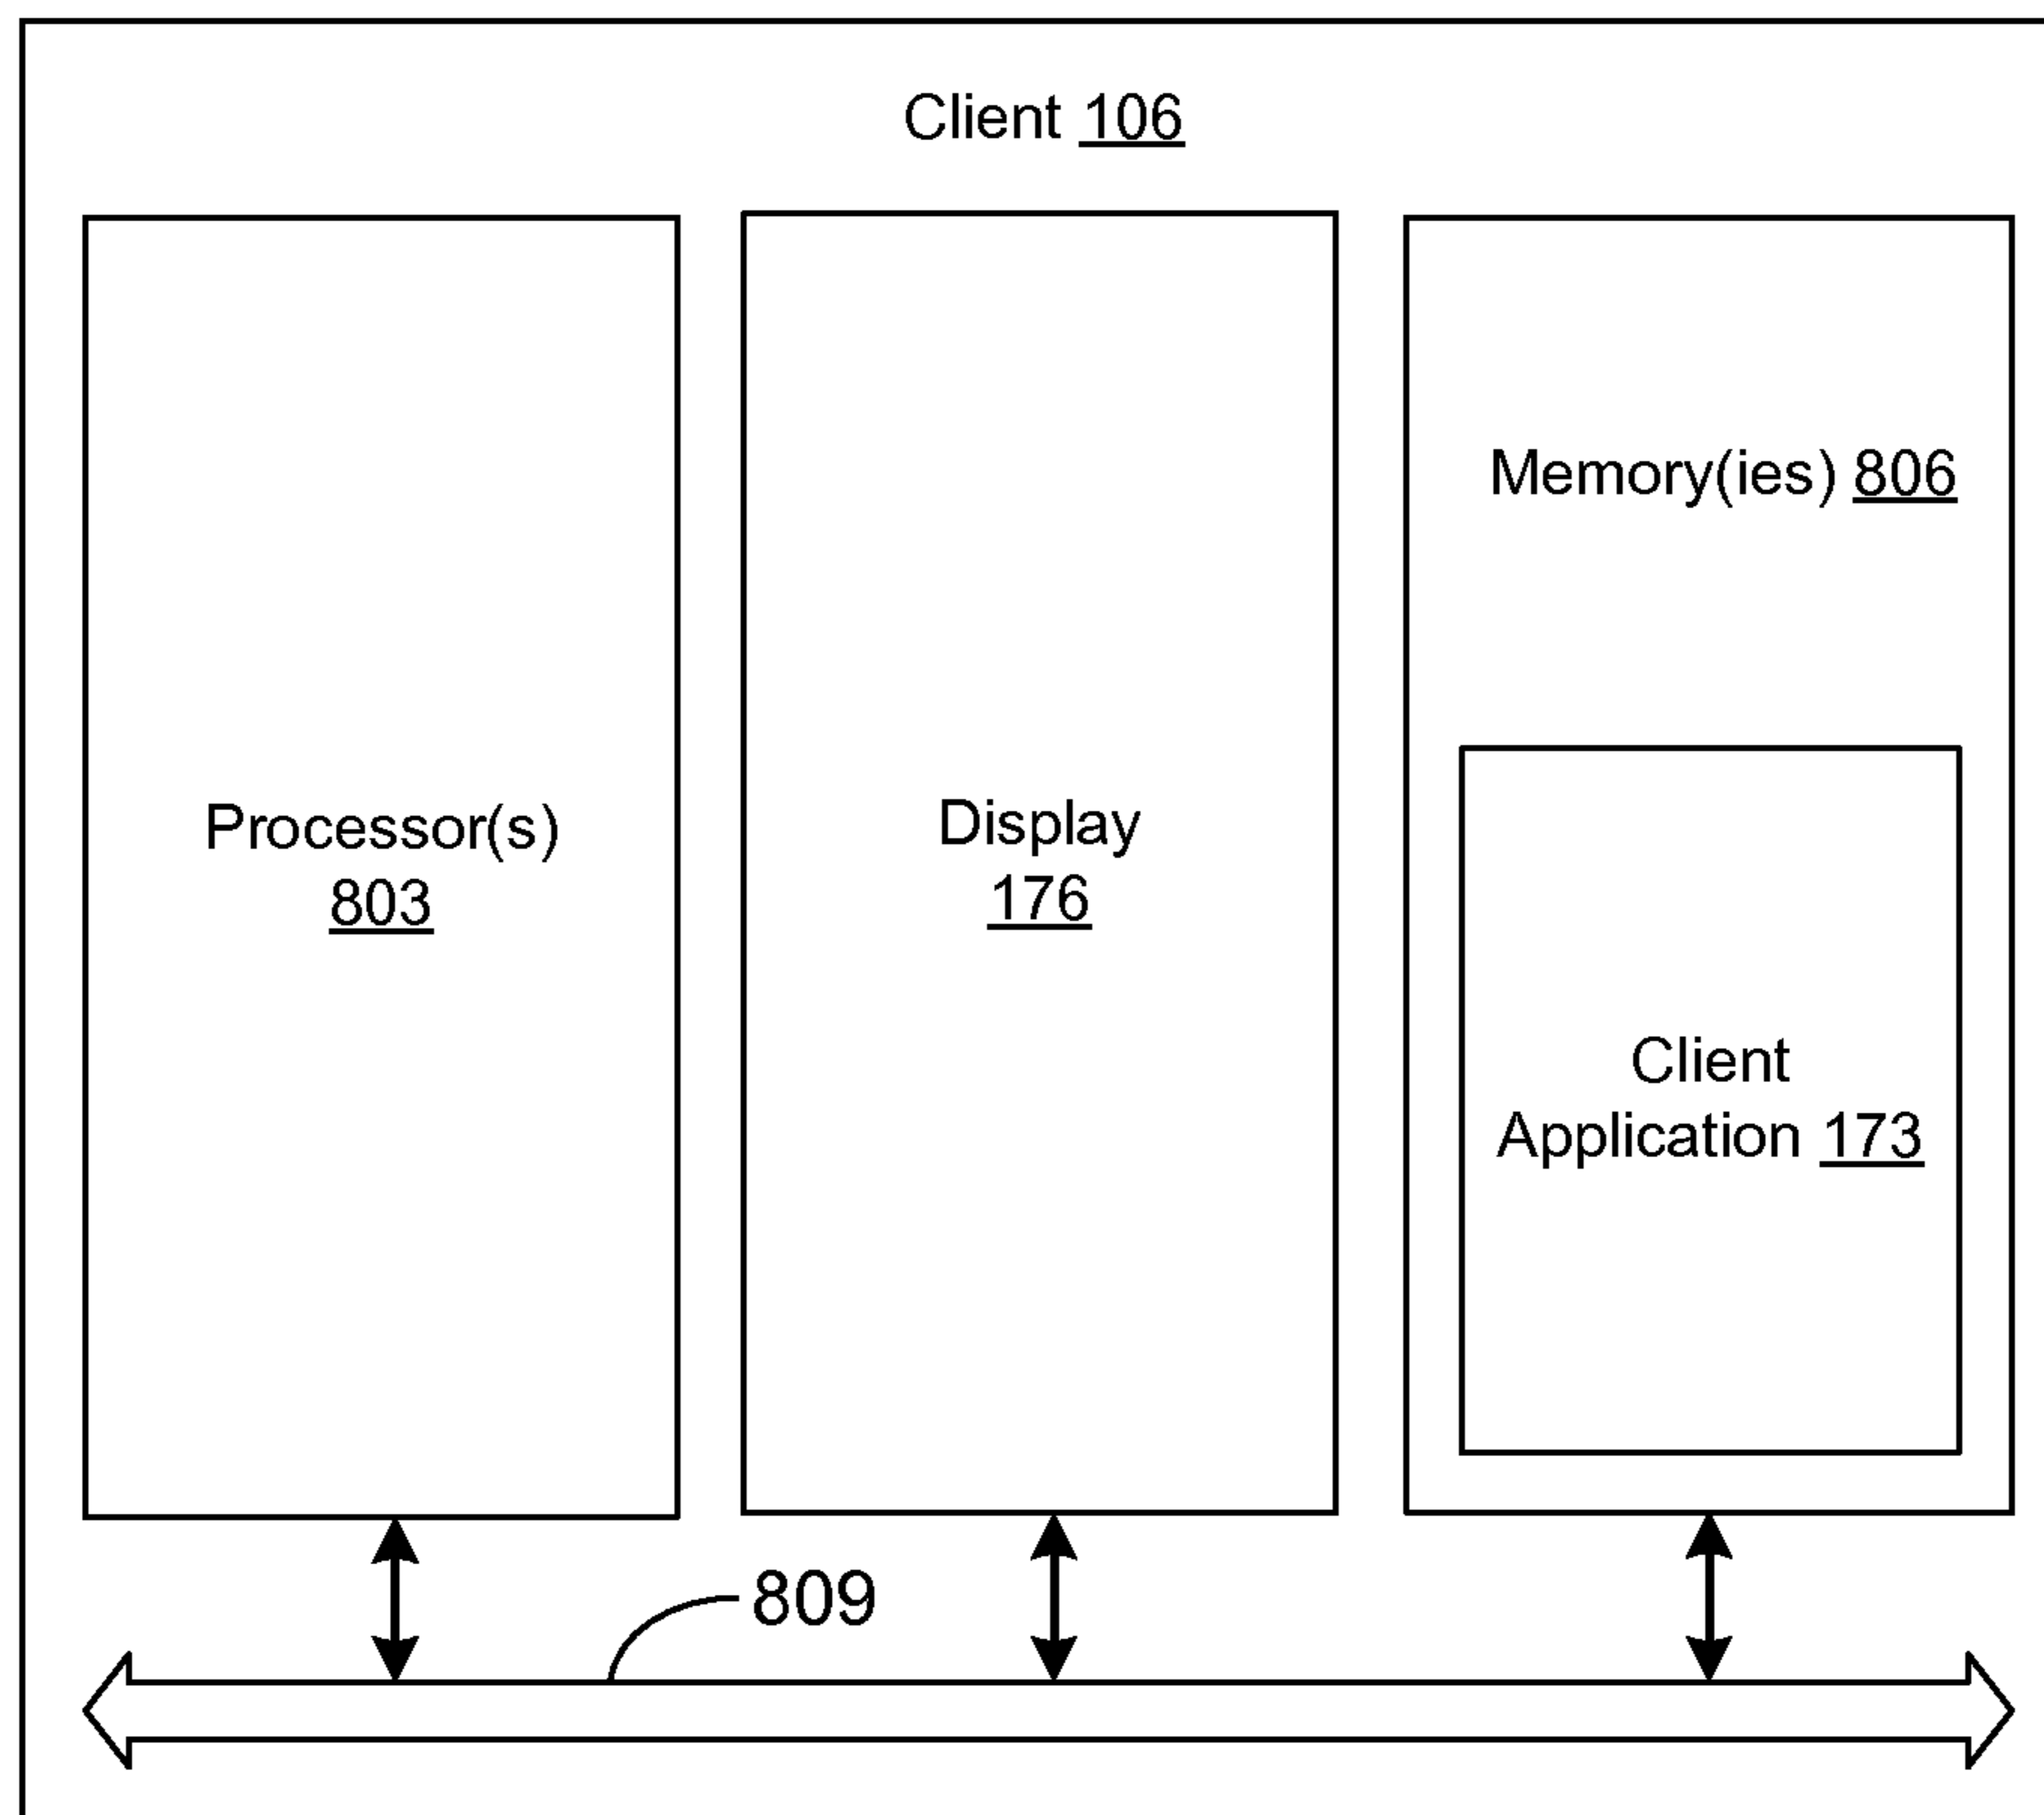 Client 106
Processor(s)
803
Display
176
Memory(ies) 806
Client
Application 173
809